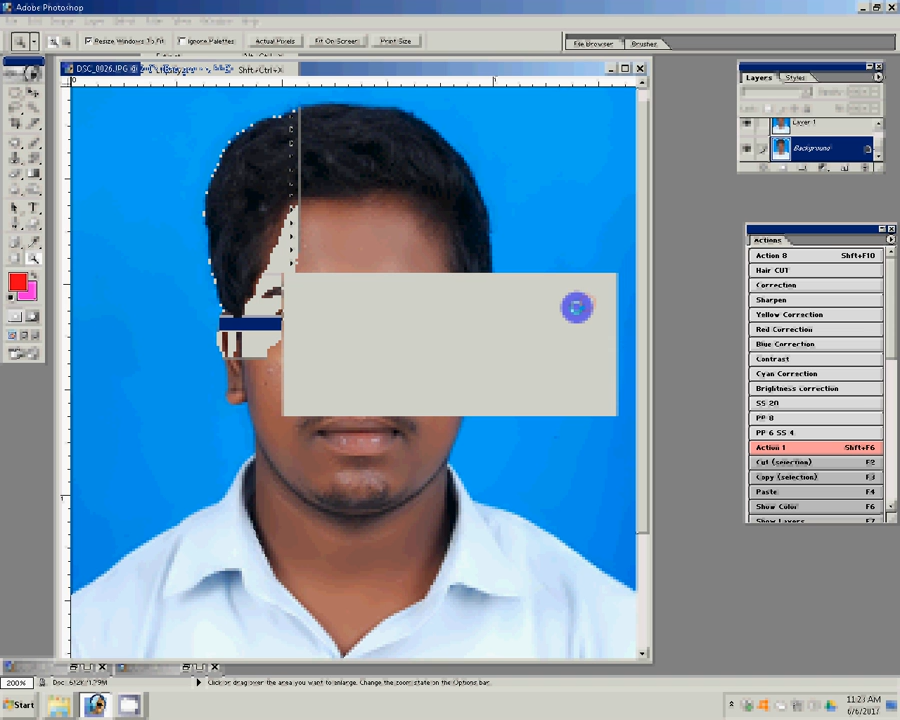 Adobe Photoshop
Resize Windows To Fit
Ignore Palettes
Actual Pixels
Fit On Screen
Print Size
File Browser
Brushes
DSC_0026.JPG @
Shft+Ctrl+X
Layers
Styles
Layer 1
Background
Actions
Action 8 Shft+F10
Hair CUT
Correction
Sharpen
Yellow Correction
Red Correction
Blue Correction
Contrast
Cyan Correction
Brightness correction
SS 20
PP 8
PP 6 SS 4
Action 1 Shft+F6
Cut (selection) F2
Copy (selection) F3
Paste F4
Show Color F6
Show Layers F7
200%
Click or drag over the area you want to enlarge. Change the zoom state on the Options bar.
Start
11:23 AM
6/6/2017